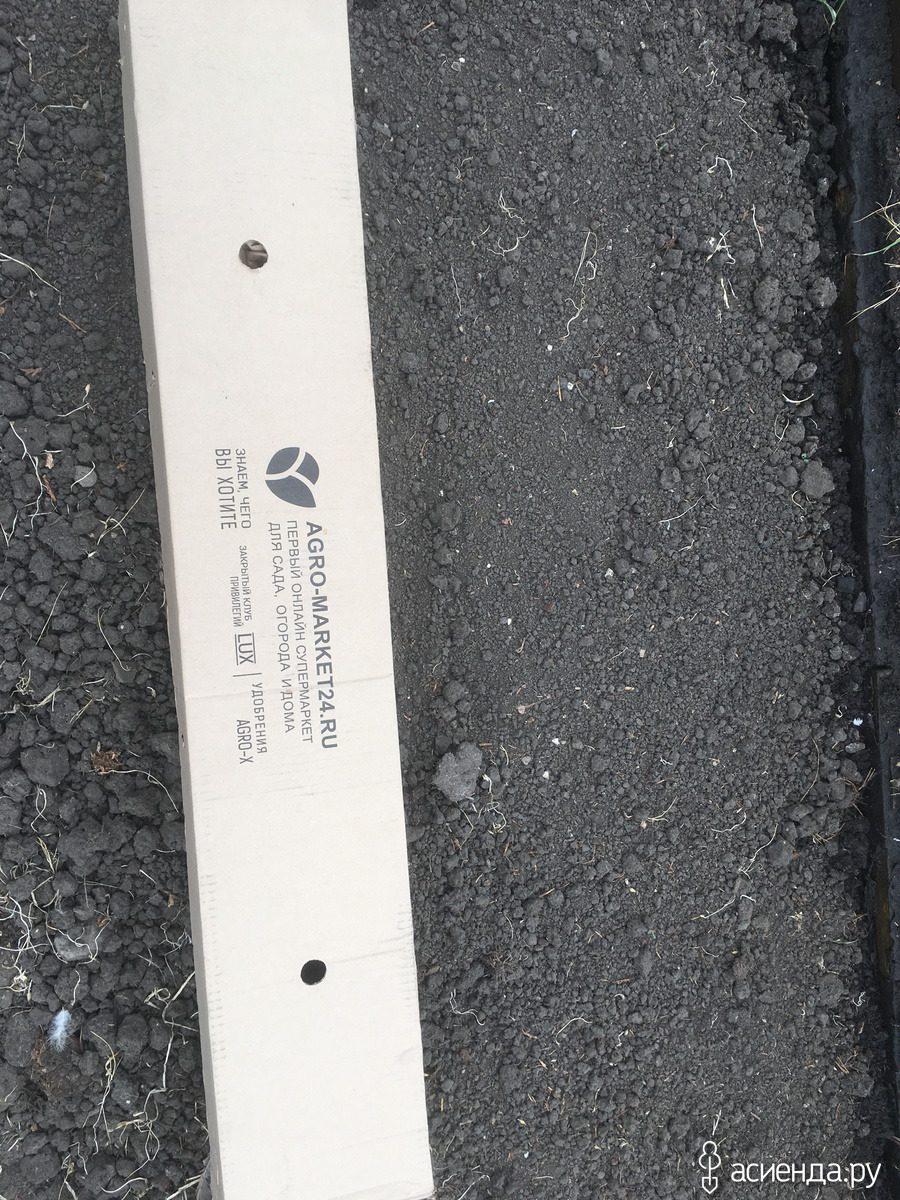 AGRO-MARKET24.RU
ПЕРВЫЙ ОНЛАЙН СУПЕРМАРКЕТ
ДЛЯ САДА, ОГОРОДА И ДОМА
ЗНАЕМ, ЧЕГО
ВЫ ХОТИТЕ
ЗАКРЫТЫЙ КЛУБ
ПРИВИЛЕГИЙ
LUX
УДОБРЕНИЯ
AGRO-X
асиенда.ру